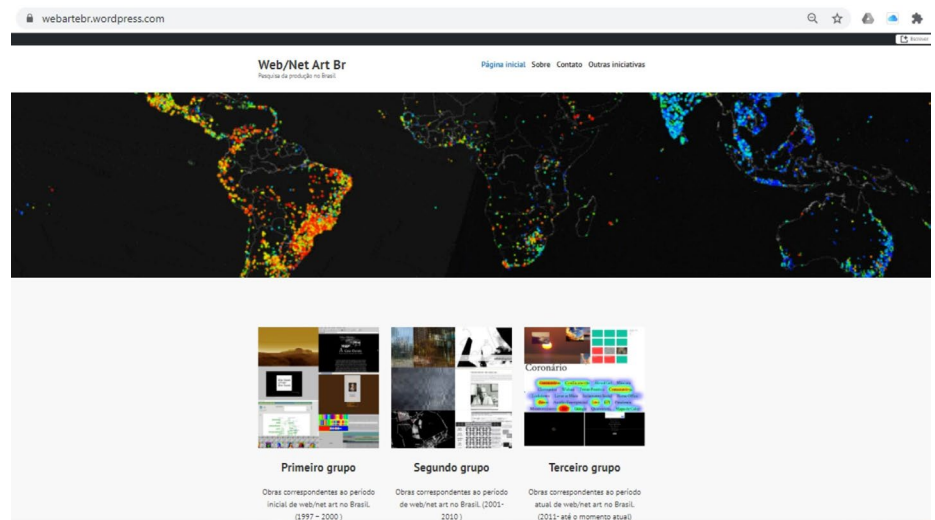 webartebr.wordpress.com
Web/Net Art Br
Pesquisa da produção no Brasil
Página inicial Sobre Contato Outras iniciativas
Coronário
Primeiro grupo
Obras correspondentes ao período
inicial de web/net art no Brasil.
(1997 – 2000 )
Segundo grupo
Obras correspondentes ao período
de web/net art no Brasil. (2001-
2010 )
Terceiro grupo
Obras correspondentes ao período
atual de web/net art no Brasil.
(2011- até o momento atual)